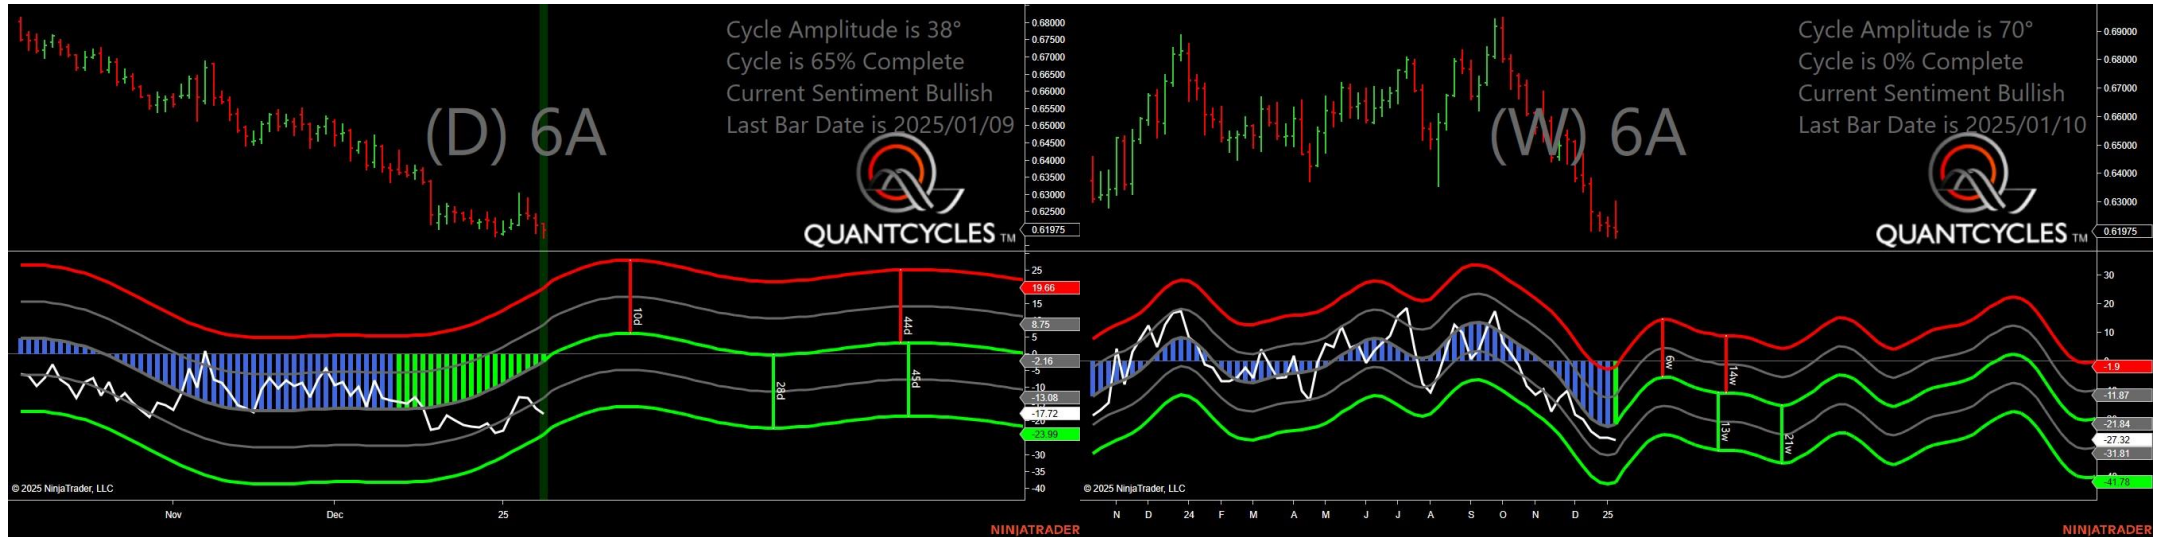 Cycle Amplitude is 38°
Cycle is 65% Complete
Current Sentiment Bullish
Last Bar Date is 2025/01/09
(D) 6A
QUANTCYCLES TM
0.68000
0.67500
0.67000
0.66500
0.66000
0.65500
0.65000
0.64500
0.64000
0.63500
0.63000
0.62500
0.61975
25
19.66
15
8.75
5
0
-2.16
-5
-10
-13.08
-17.72
-20
-23.99
-30
-35
-40
10d
28d
44d
45d
© 2025 NinjaTrader, LLC
Nov Dec 25
NINJATRADER
Cycle Amplitude is 70°
Cycle is 0% Complete
Current Sentiment Bullish
Last Bar Date is 2025/01/10
(W) 6A
QUANTCYCLES TM
0.69000
0.68000
0.67000
0.66000
0.65000
0.64000
0.63000
0.61975
30
20
10
0
-1.9
-11.87
-21.84
-27.32
-31.81
-41.78
6w
14w
13w
21w
© 2025 NinjaTrader, LLC
N D 24 F M A M J J A S O N D 25
NINJATRADER